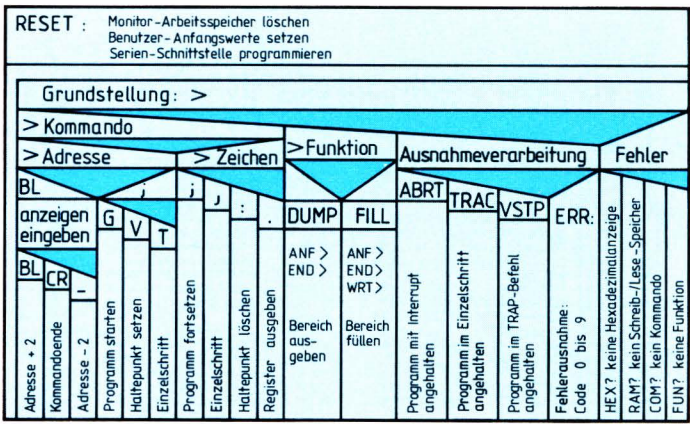 RESET : Monitor-Arbeitsspeicher löschen
Benutzer-Anfangswerte setzen
Serien-Schnittstelle programmieren
Grundstellung: >
> Kommando
>Funktion
Ausnahmeverarbeitung
Fehler
> Adresse
> Zeichen
BL
;
anzeigen
eingeben
BL
CR
_
Adresse + 2
Kommandoende
Adresse - 2
G
V
T
Programm starten
Haltepunkt setzen
Einzelschritt
;
,
:
.
Programm fortsetzen
Einzelschritt
Haltepunkt löschen
Register ausgeben
DUMP
ANF >
END >
Bereich
aus-
geben
FILL
ANF >
END>
WRT>
Bereich
füllen
ABRT
Programm mit Interrupt
angehalten
TRAC
Programm im Einzelschritt
angehalten
VSTP
Programm im TRAP-Befehl
angehalten
ERR:
Fehlerausnahme:
Code 0 bis 9
HEX? keine Hexadezimalanzeige
RAM? kein Schreib-/Lese-Speicher
COM? kein Kommando
FUN? keine Funktion